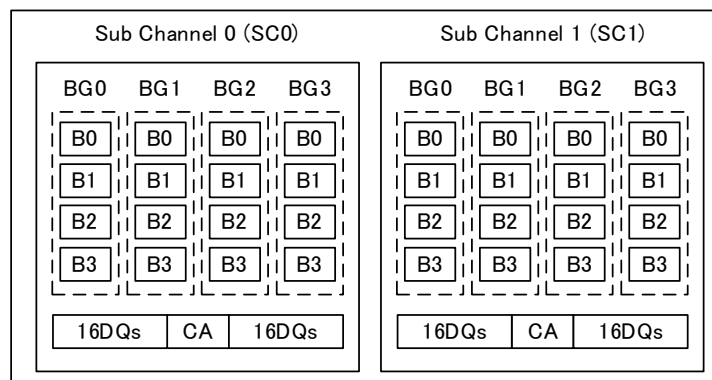 Sub Channel 0 (SC0)
Sub Channel 1 (SC1)
BG0 BG1 BG2 BG3
BG0 BG1 BG2 BG3
B0 B0 B0 B0
B0 B0 B0 B0
B1 B1 B1 B1
B1 B1 B1 B1
B2 B2 B2 B2
B2 B2 B2 B2
B3 B3 B3 B3
B3 B3 B3 B3
16DQs CA 16DQs
16DQs CA 16DQs